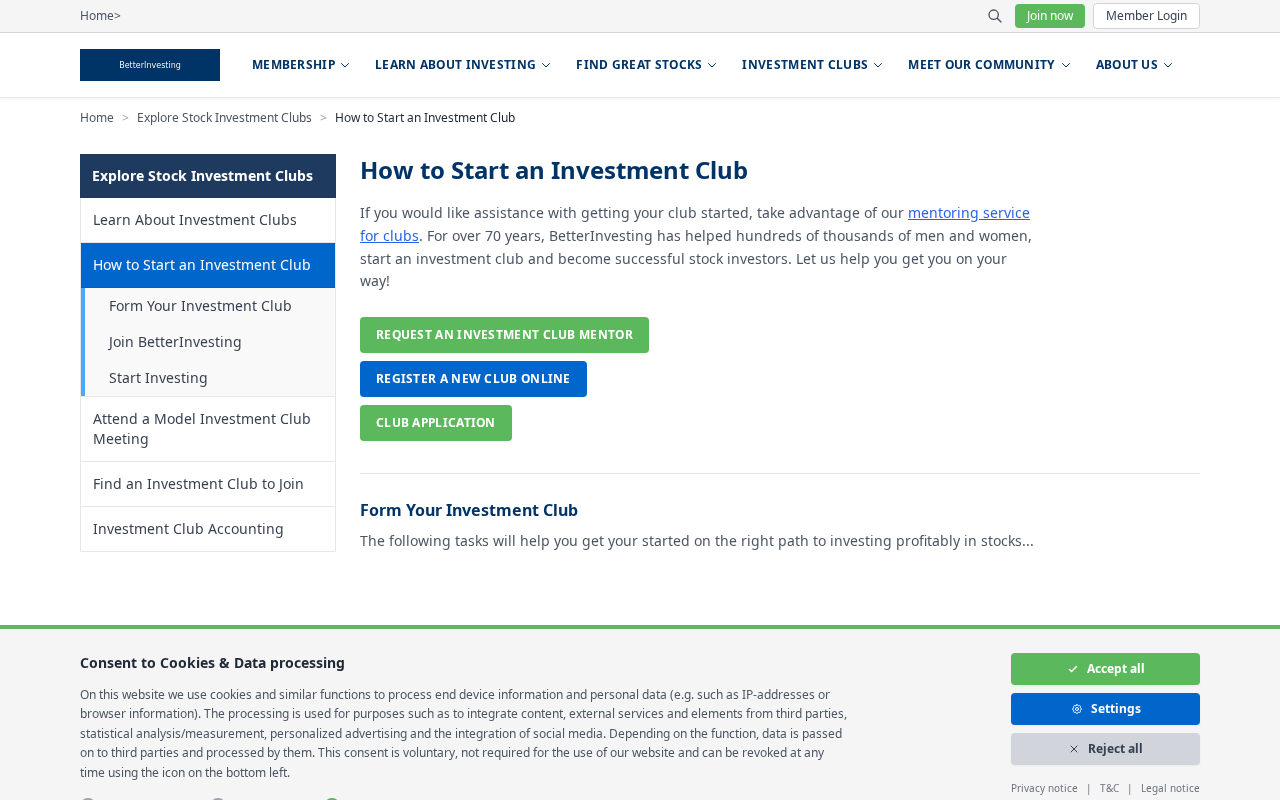 Home>
Join now
Member Login
BetterInvesting
MEMBERSHIP
LEARN ABOUT INVESTING
FIND GREAT STOCKS
INVESTMENT CLUBS
MEET OUR COMMUNITY
ABOUT US
Home > Explore Stock Investment Clubs > How to Start an Investment Club
Explore Stock Investment Clubs
Learn About Investment Clubs
How to Start an Investment Club
Form Your Investment Club
Join BetterInvesting
Start Investing
Attend a Model Investment Club
Meeting
Find an Investment Club to Join
Investment Club Accounting
How to Start an Investment Club
If you would like assistance with getting your club started, take advantage of our mentoring service
for clubs. For over 70 years, BetterInvesting has helped hundreds of thousands of men and women,
start an investment club and become successful stock investors. Let us help you get you on your
way!
REQUEST AN INVESTMENT CLUB MENTOR
REGISTER A NEW CLUB ONLINE
CLUB APPLICATION
Form Your Investment Club
The following tasks will help you get your started on the right path to investing profitably in stocks...
Consent to Cookies & Data processing
On this website we use cookies and similar functions to process end device information and personal data (e.g. such as IP-addresses or
browser information). The processing is used for purposes such as to integrate content, external services and elements from third parties,
statistical analysis/measurement, personalized advertising and the integration of social media. Depending on the function, data is passed
on to third parties and processed by them. This consent is voluntary, not required for the use of our website and can be revoked at any
time using the icon on the bottom left.
Accept all
Settings
Reject all
Privacy notice | T&C | Legal notice